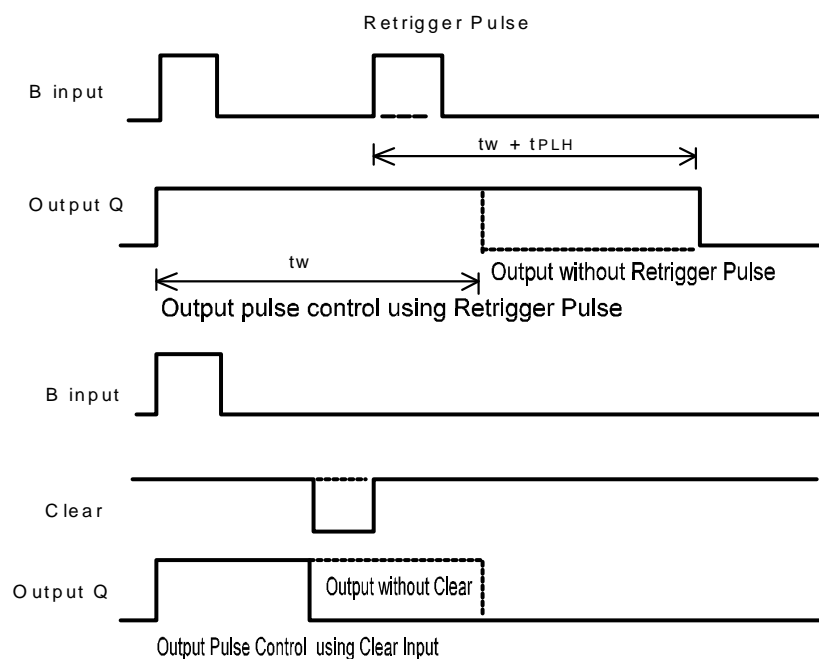 Retrigger Pulse
B input
tw + tPLH
Output Q
tw
Output without Retrigger Pulse
Output pulse control using Retrigger Pulse
B input
Clear
Output Q
Output without Clear
Output Pulse Control using Clear Input